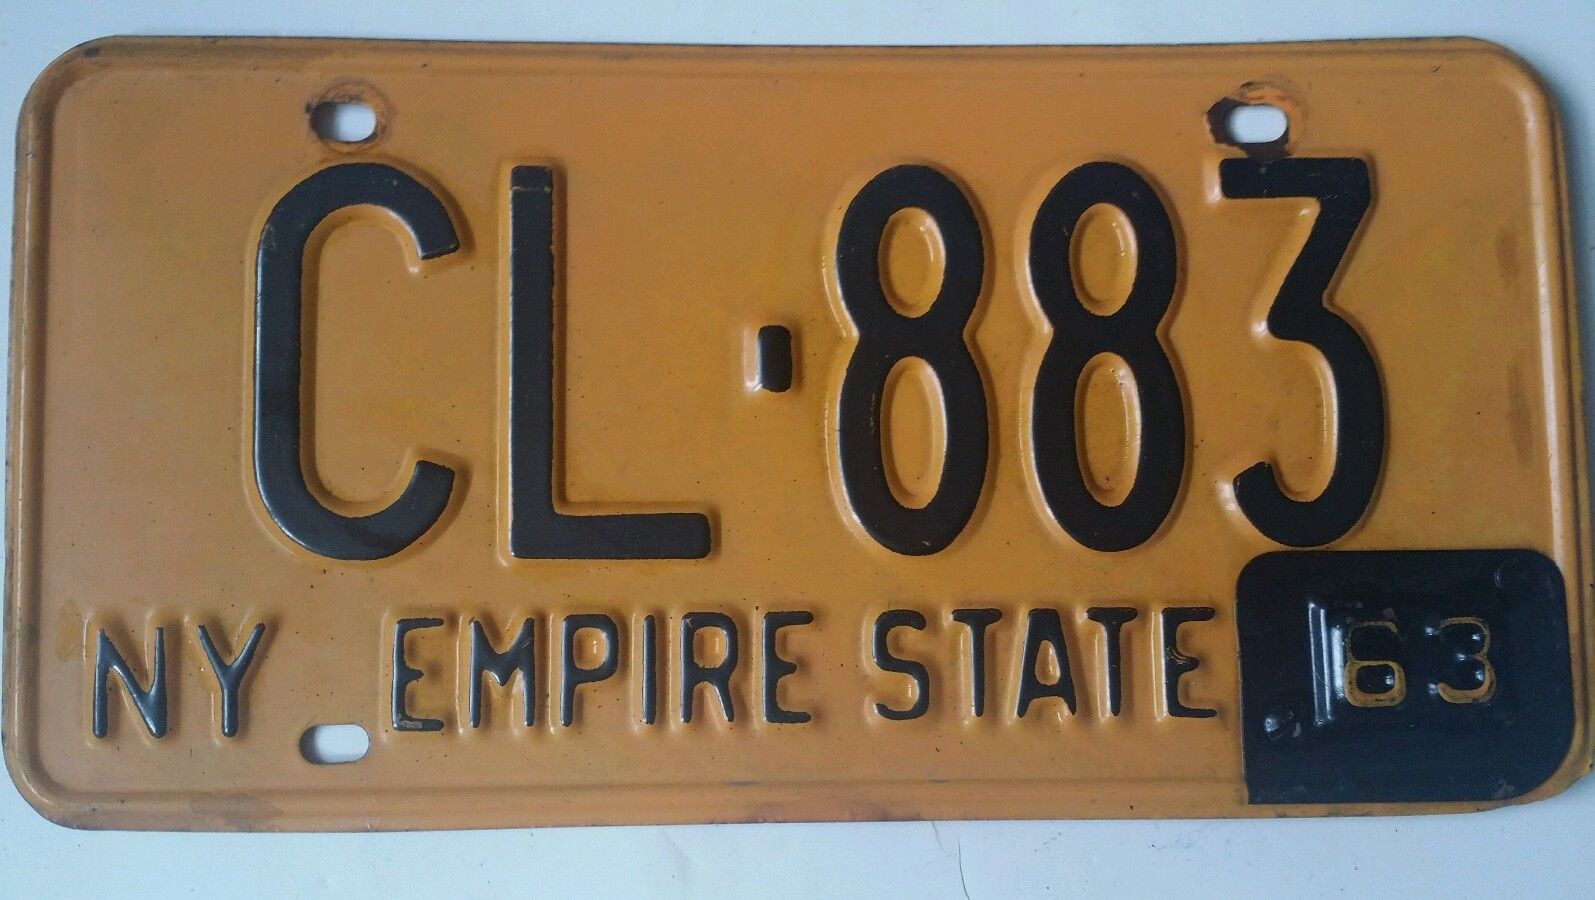 CL-883
NY EMPIRE STATE 63